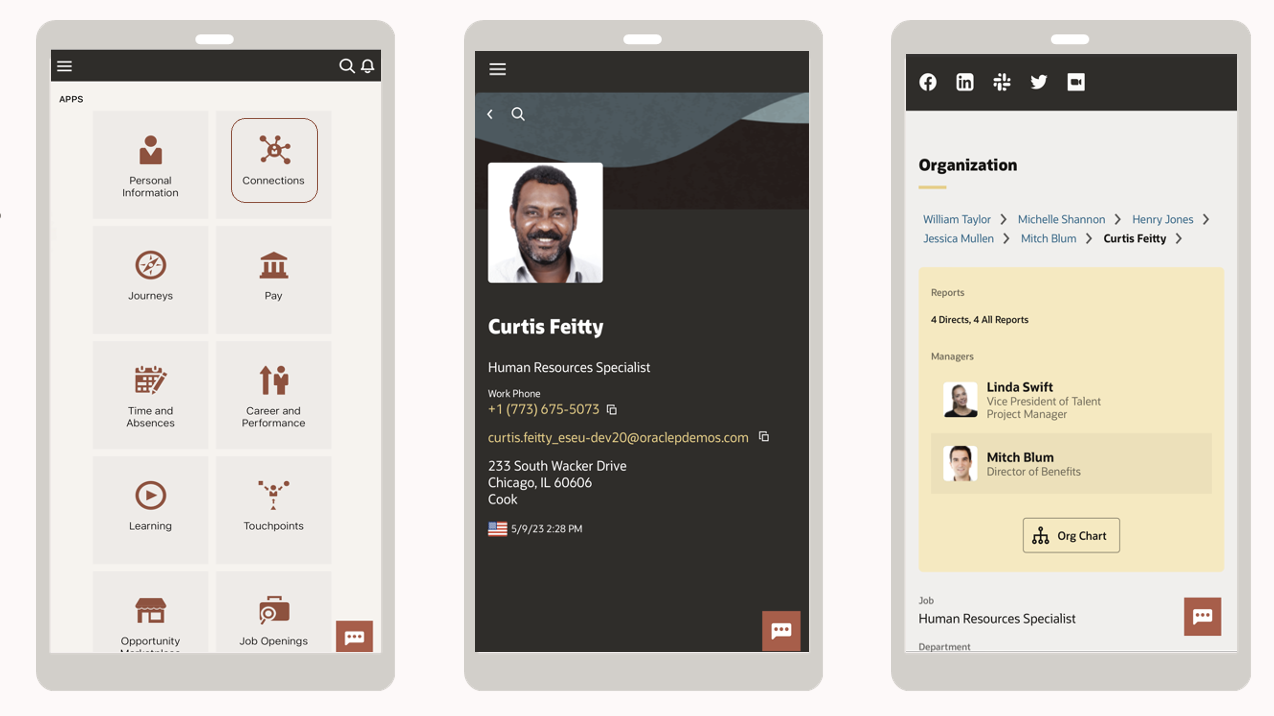 APPS
Personal
Information
Connections
Journeys
Pay
Time and
Absences
Career and
Performance
Learning
Touchpoints
Opportunity
Marketplace
Job Openings
Curtis Feitty
Human Resources Specialist
Work Phone
+1 (773) 675-5073
curtis.feitty_eseu-dev20@oraclepdemos.com
233 South Wacker Drive
Chicago, IL 60606
Cook
5/9/23 2:28 PM
Organization
William Taylor > Michelle Shannon > Henry Jones >
Jessica Mullen > Mitch Blum > Curtis Feitty >
Reports
4 Directs, 4 All Reports
Managers
Linda Swift
Vice President of Talent
Project Manager
Mitch Blum
Director of Benefits
Org Chart
Job
Human Resources Specialist
Department